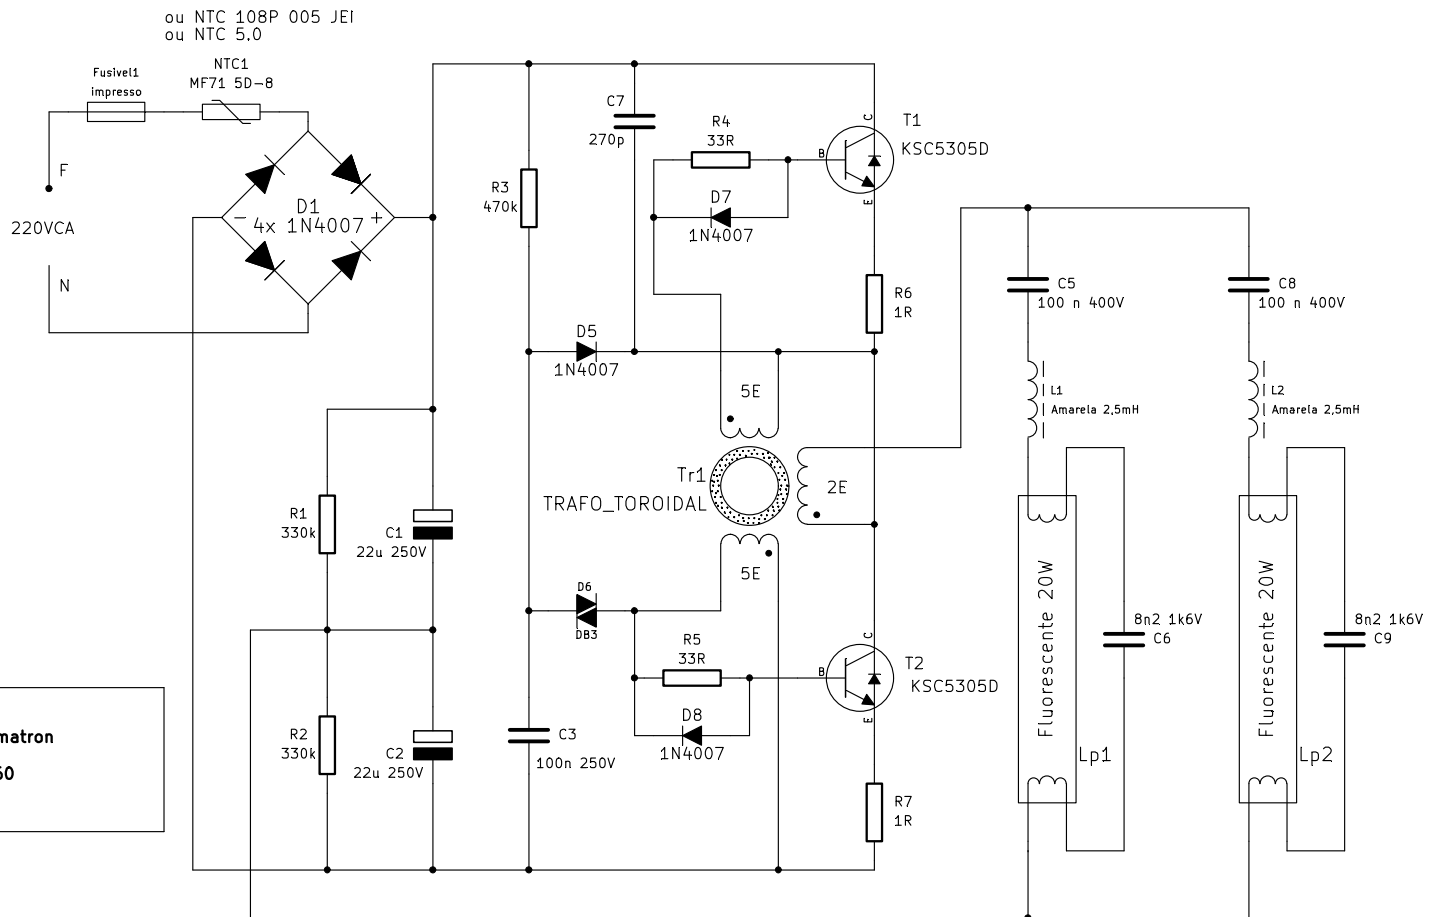 ou NTC 108P 005 JEI
ou NTC 5,0
NTC1
MF71 5D-8
Fusivel1
impresso
F
220VCA
N
D1
4x 1N4007
-
+
R3
470k
C7
270p
R4
33R
D7
1N4007
T1
KSC5305D
B
C
E
R6
1R
D5
1N4007
5E
Tr1
TRAFO_TOROIDAL
2E
5E
R1
330k
C1
22u 250V
D6
DB3
R5
33R
D8
1N4007
T2
KSC5305D
B
C
E
R2
330k
C2
22u 250V
C3
100n 250V
R7
1R
C5
100 n 400V
C8
100 n 400V
L1
Amarela 2,5mH
L2
Amarela 2,5mH
Fluorescente 20W
Lp1
8n2 1k6V
C6
Fluorescente 20W
Lp2
8n2 1k6V
C9
matron
60